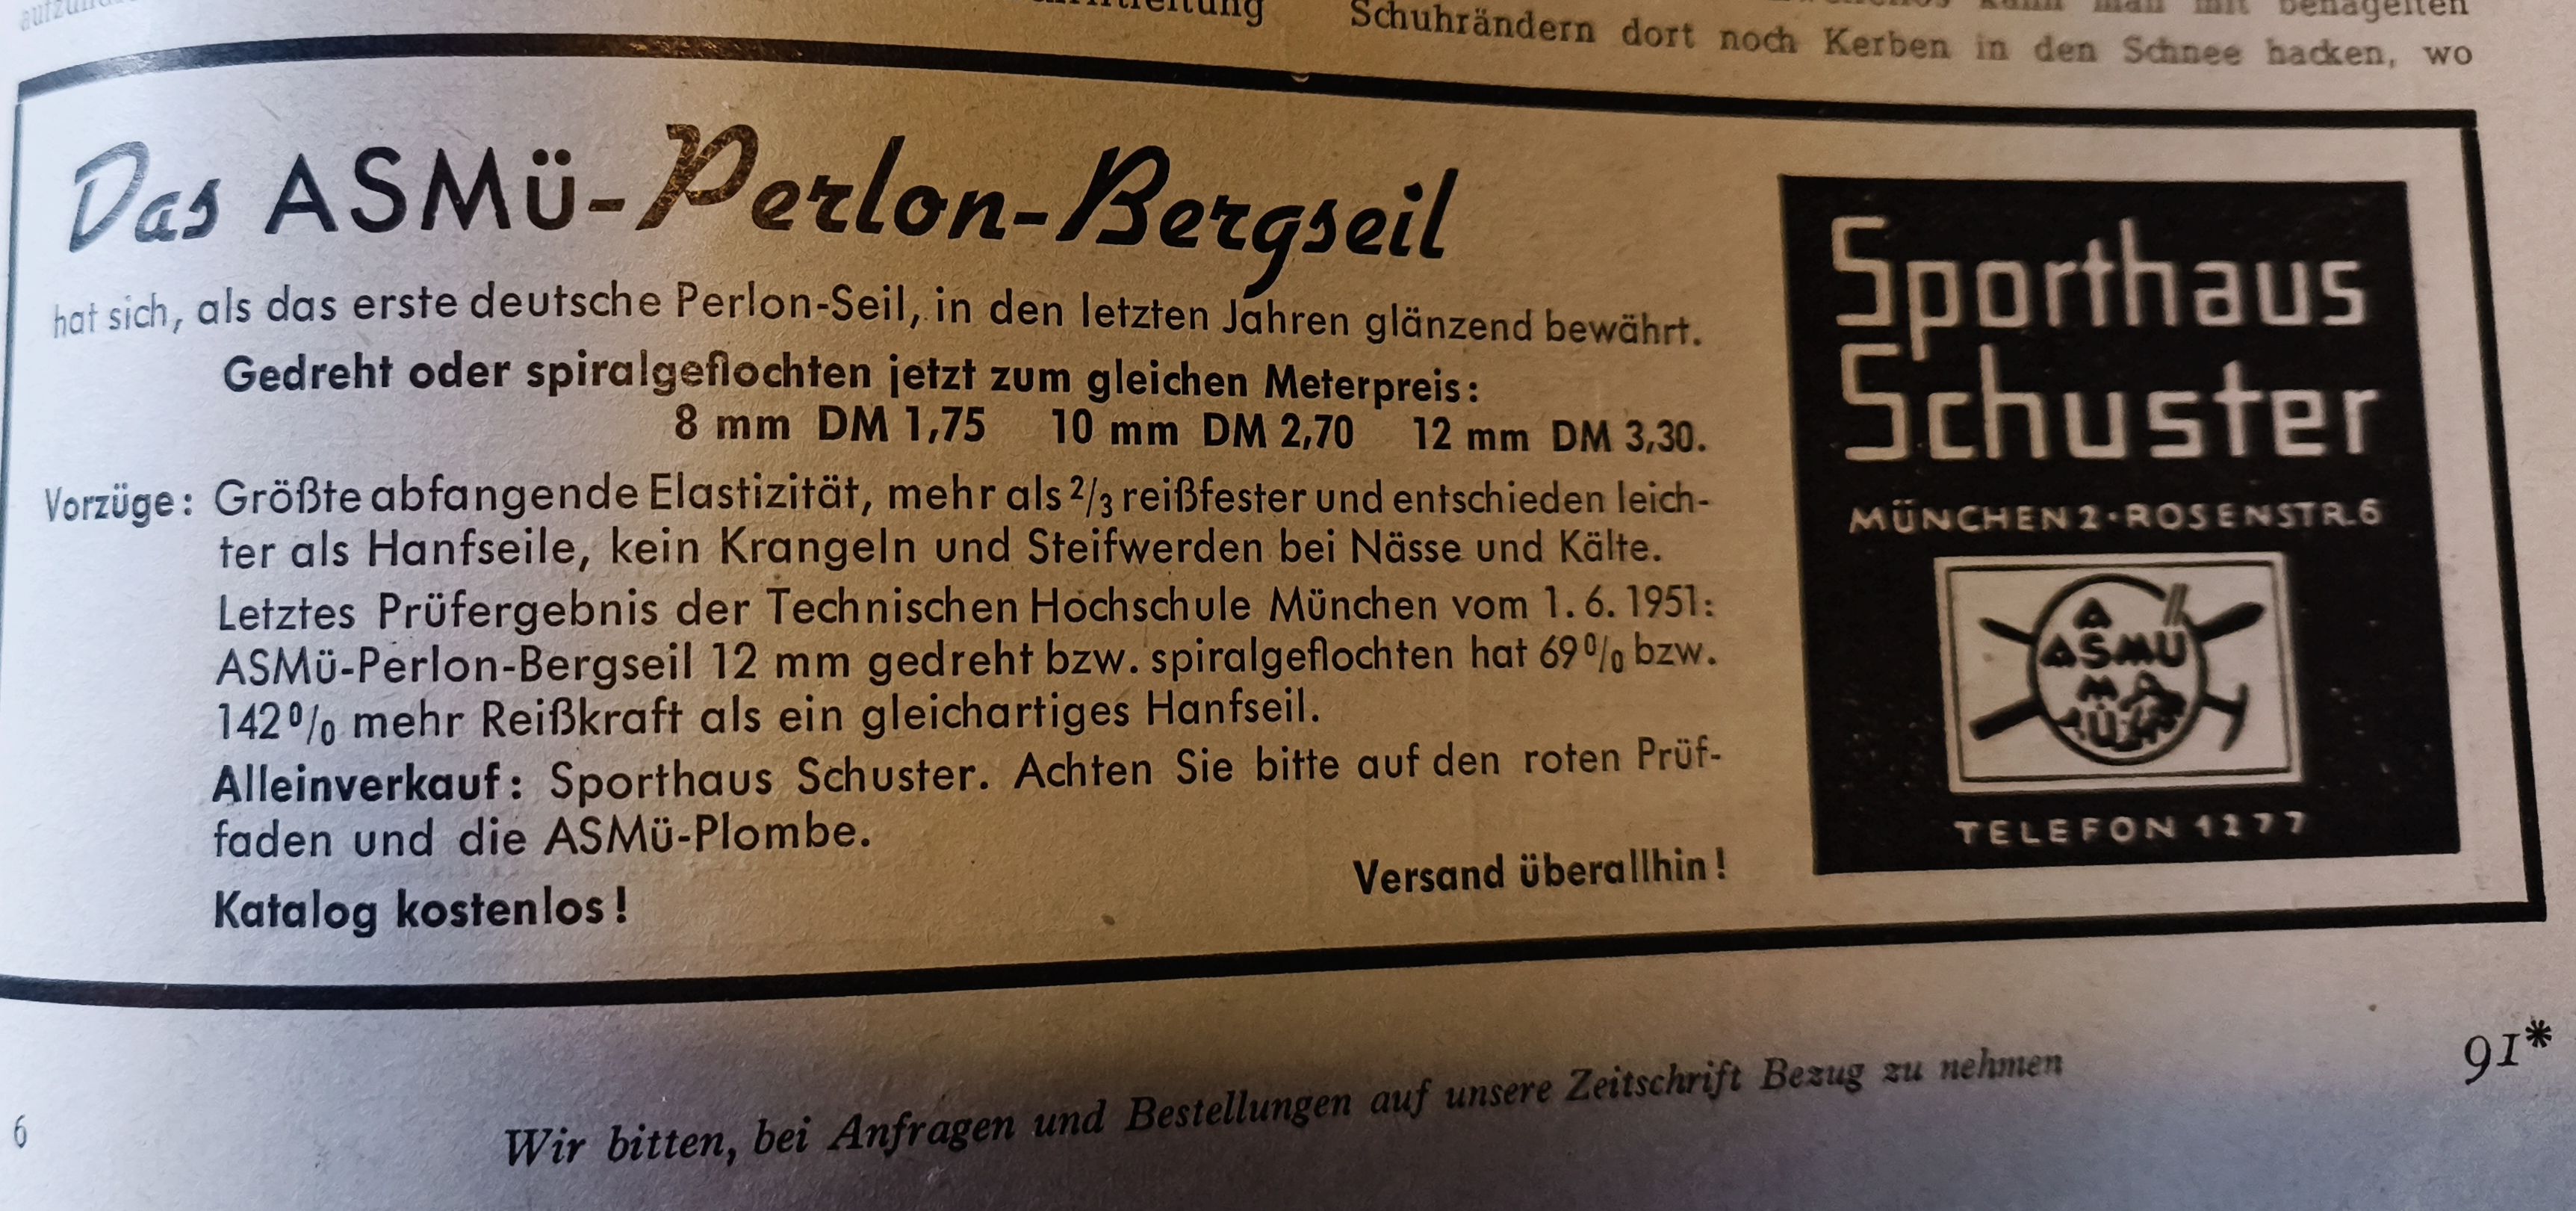 Schuhrändern dort noch Kerben in den Schnee hacken, wo
Das ASMü-Perlon-Bergseil
hat sich, als das erste deutsche Perlon-Seil, in den letzten Jahren glänzend bewährt.
Gedreht oder spiralgeflochten jetzt zum gleichen Meterpreis:
8 mm DM 1,75 10 mm DM 2,70 12 mm DM 3,30.
Vorzüge: Größte abfangende Elastizität, mehr als 2/3 reißfester und entschieden leich-
ter als Hanfseile, kein Krangeln und Steifwerden bei Nässe und Kälte.
Letztes Prüfergebnis der Technischen Hochschule München vom 1. 6. 1951:
ASMü-Perlon-Bergseil 12 mm gedreht bzw. spiralgeflochten hat 69% bzw.
142% mehr Reißkraft als ein gleichartiges Hanfseil.
Alleinverkauf: Sporthaus Schuster. Achten Sie bitte auf den roten Prüf-
faden und die ASMü-Plombe.
Versand überallhin!
Katalog kostenlos!
Sporthaus
Schuster
MÜNCHEN 2 · ROSENSTR. 6
A
ASMÜ
M
Ü
TELEFON 1277
91*
6
Wir bitten, bei Anfragen und Bestellungen auf unsere Zeitschrift Bezug zu nehmen